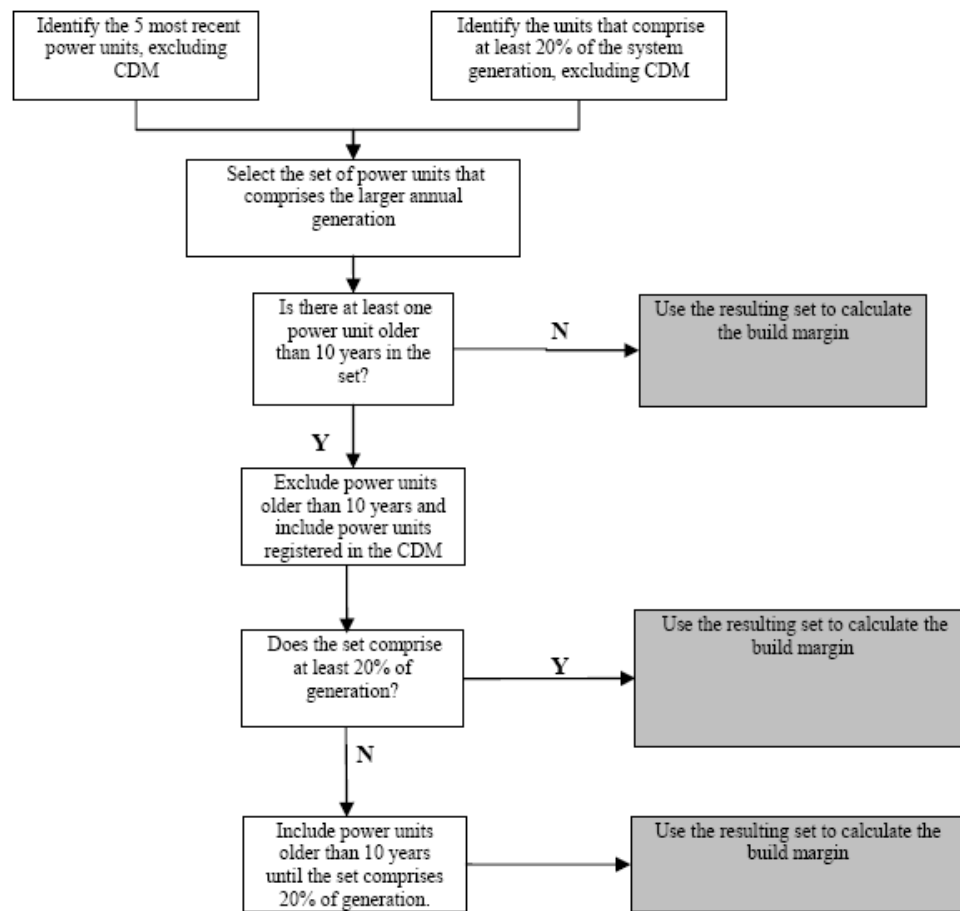 Identify the 5 most recent
power units, excluding
CDM
Identify the units that comprise
at least 20% of the system
generation, excluding CDM
Select the set of power units that
comprises the larger annual
generation
Is there at least one
power unit older
than 10 years in the
set?
N
Use the resulting set to calculate
the build margin
Y
Exclude power units
older than 10 years and
include power units
registered in the CDM
Does the set comprise
at least 20% of
generation?
Y
Use the resulting set to calculate the
build margin
N
Include power units
older than 10 years
until the set comprises
20% of generation.
Use the resulting set to calculate the
build margin